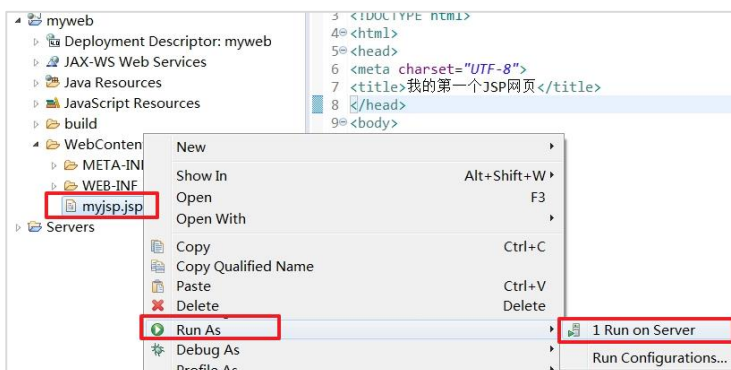 myweb
Deployment Descriptor: myweb
JAX-WS Web Services
Java Resources
JavaScript Resources
build
WebConten
META-INF
WEB-INF
myjsp.jsp
Servers
3 <!DOCTYPE html>
4 <html>
5 <head>
6 <meta charset="UTF-8">
7 <title>我的第一个JSP网页</title>
8 </head>
9 <body>
New
Show In Alt+Shift+W
Open F3
Open With
Copy Ctrl+C
Copy Qualified Name
Paste Ctrl+V
Delete Delete
Run As
Debug As
Profile As
1 Run on Server
Run Configurations...